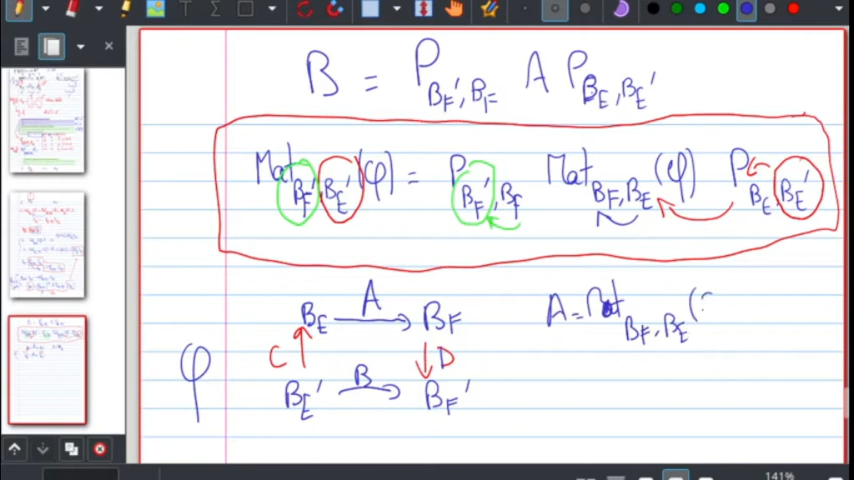 B = P_{B_F', B_F} A P_{B_E, B_E'}
Mat_{B_F', B_E'}(φ) = P_{B_F', B_F} Mat_{B_F, B_E}(φ) P_{B_E, B_E'}
B_E A→ B_F A = Mat_{B_F, B_E}(
φ C D
B_E' B→ B_F'
141%